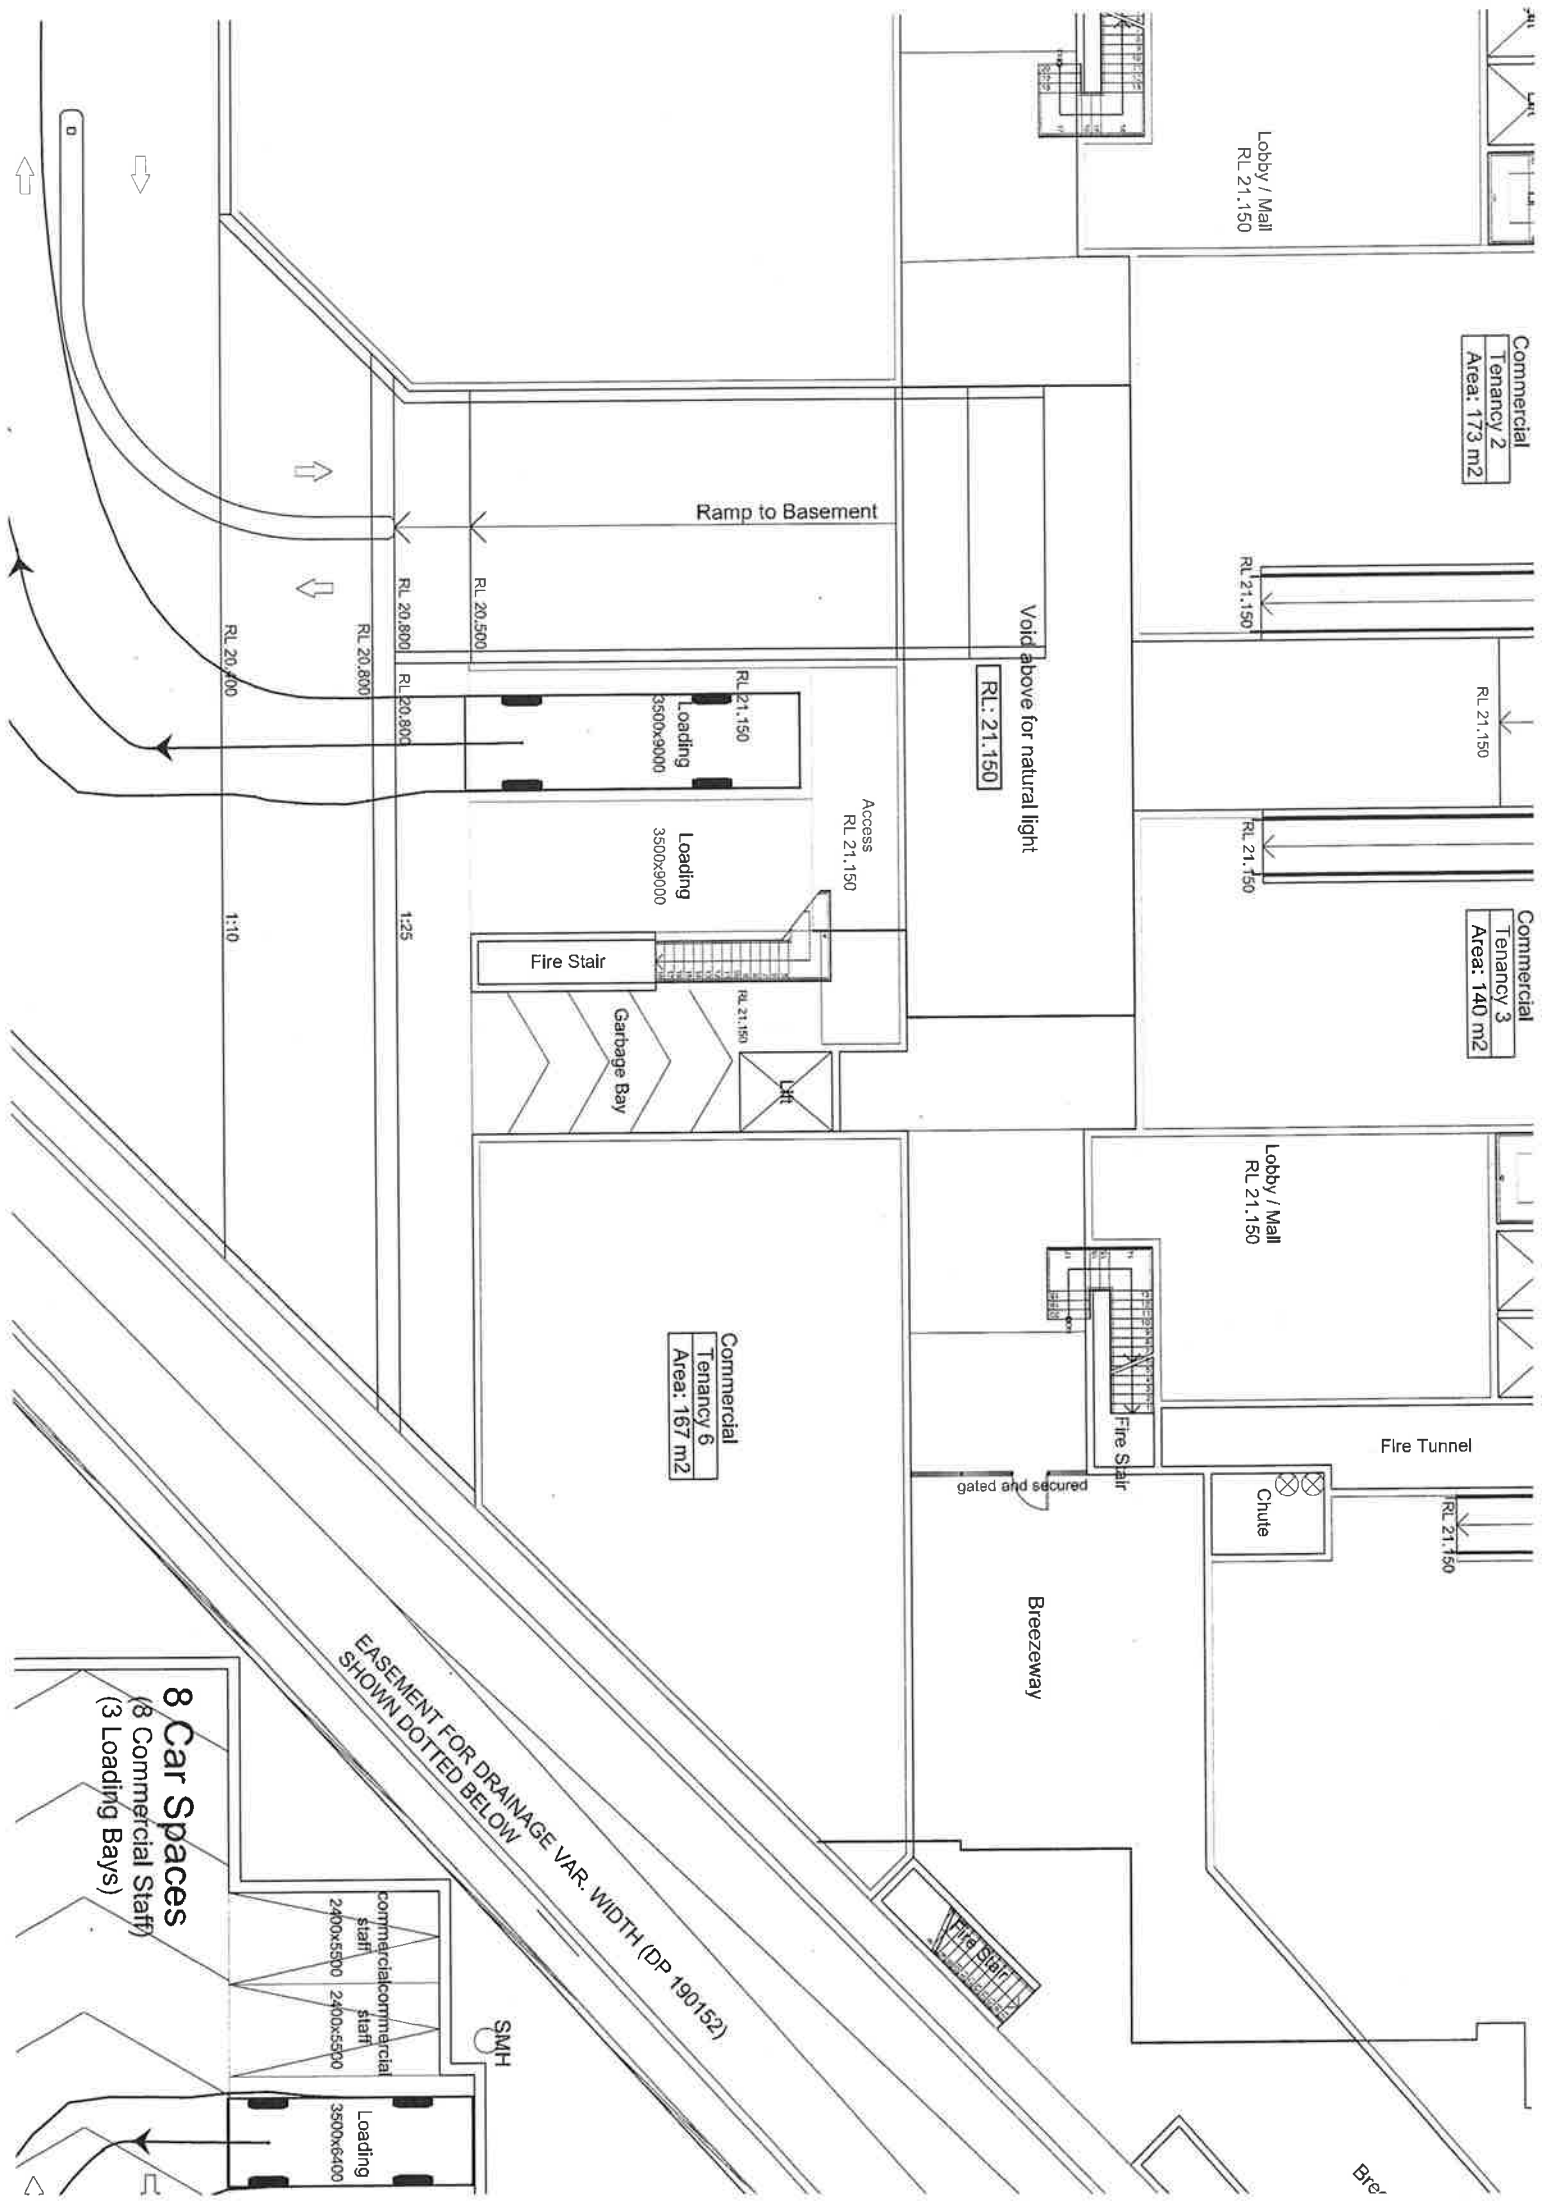 Lobby / Mail
RL 21.150
Commercial
Tenancy 2
Area: 173 m2
RL 21.150
RL 21.150
RL 21.150
Commercial
Tenancy 3
Area: 140 m2
Lobby / Mail
RL 21.150
Fire Tunnel
Chute
RL 21.150
Void above for natural light
RL: 21.150
Fire Stair
gated and secured
Breezeway
Ramp to Basement
RL 20.500
RL 20.800
RL 20.800
RL 20.800
RL 20.400
RL 21.150
Loading
3500x9000
Loading
3500x9000
Access
RL 21.150
1:25
1:10
Fire Stair
RL 21.150
Garbage Bay
Lift
Commercial
Tenancy 6
Area: 167 m2
EASEMENT FOR DRAINAGE VAR. WIDTH (DP 190152)
SHOWN DOTTED BELOW
Fire Stair
8 Car Spaces
(8 Commercial Staff)
(3 Loading Bays)
commercial
staff
2400x5500
commercial
staff
2400x5500
SMH
Loading
3500x6400